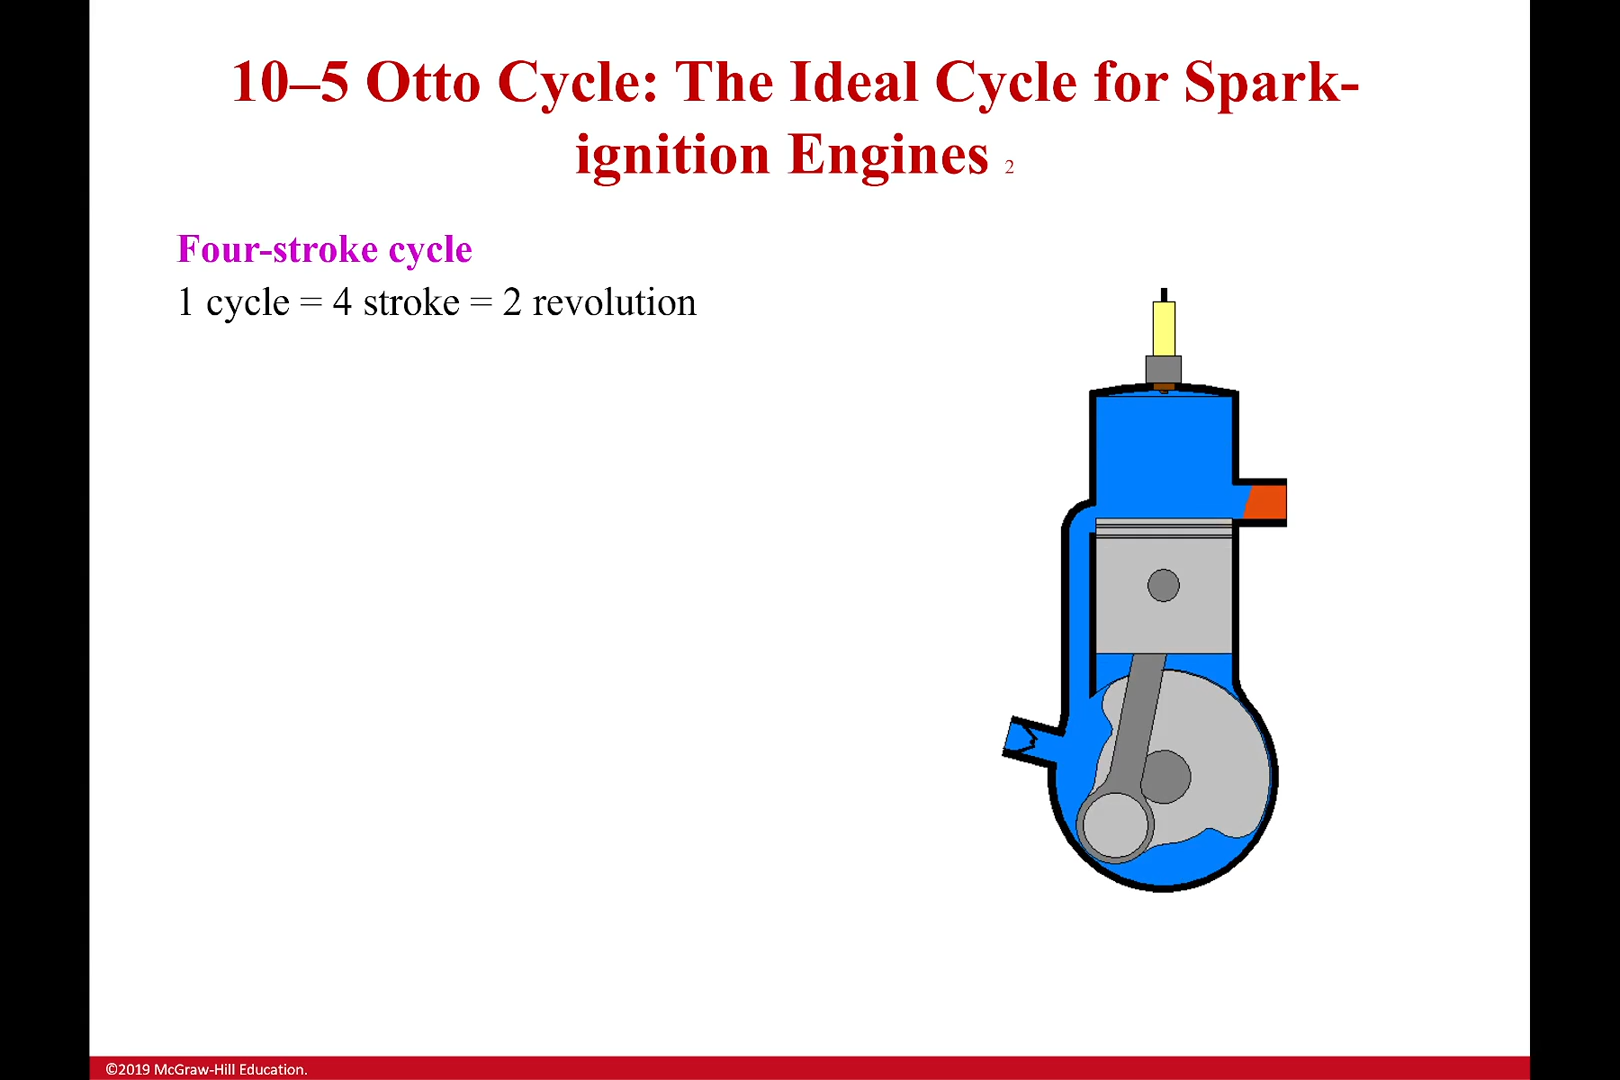 10–5 Otto Cycle: The Ideal Cycle for Spark-
ignition Engines 2
Four-stroke cycle
1 cycle = 4 stroke = 2 revolution
©2019 McGraw-Hill Education.